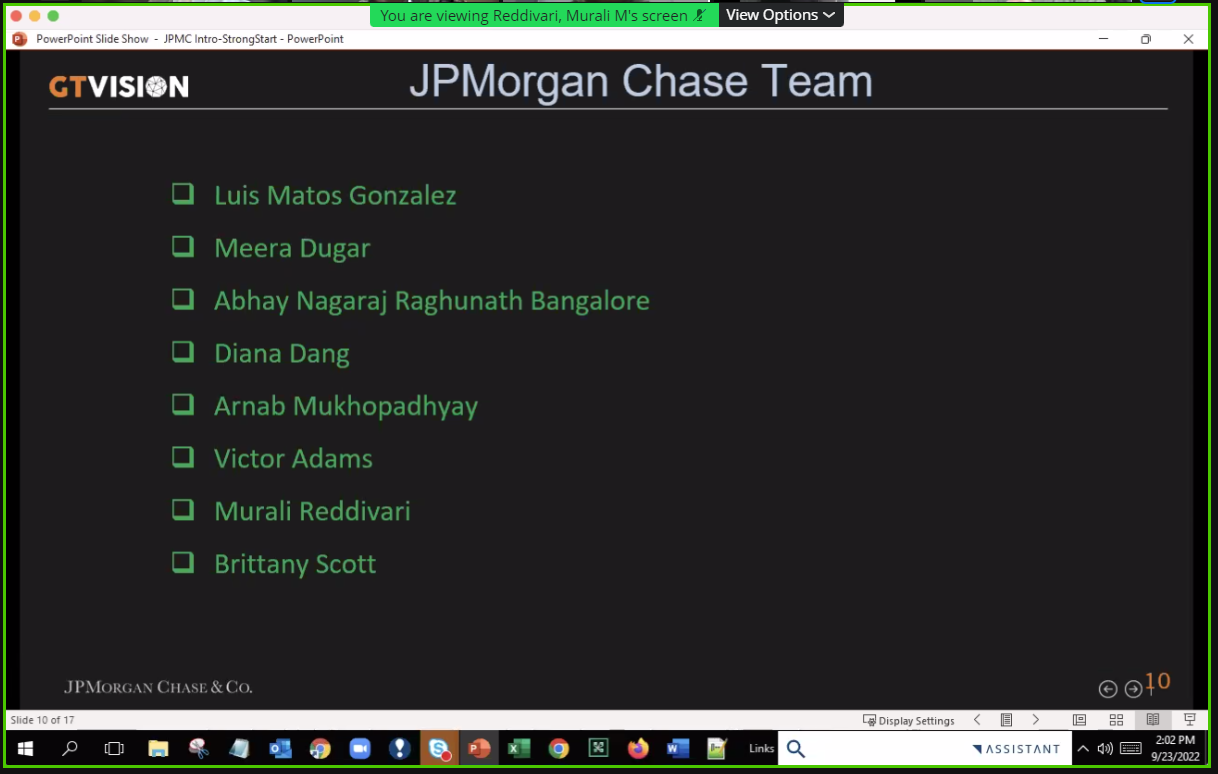 You are viewing Reddivari, Murali M's screen View Options
PowerPoint Slide Show - JPMC Intro-StrongStart - PowerPoint
GTVISION
JPMorgan Chase Team
Luis Matos Gonzalez
Meera Dugar
Abhay Nagaraj Raghunath Bangalore
Diana Dang
Arnab Mukhopadhyay
Victor Adams
Murali Reddivari
Brittany Scott
JPMORGAN CHASE & CO.
10
Slide 10 of 17
Display Settings
Links
ASSISTANT
2:02 PM
9/23/2022